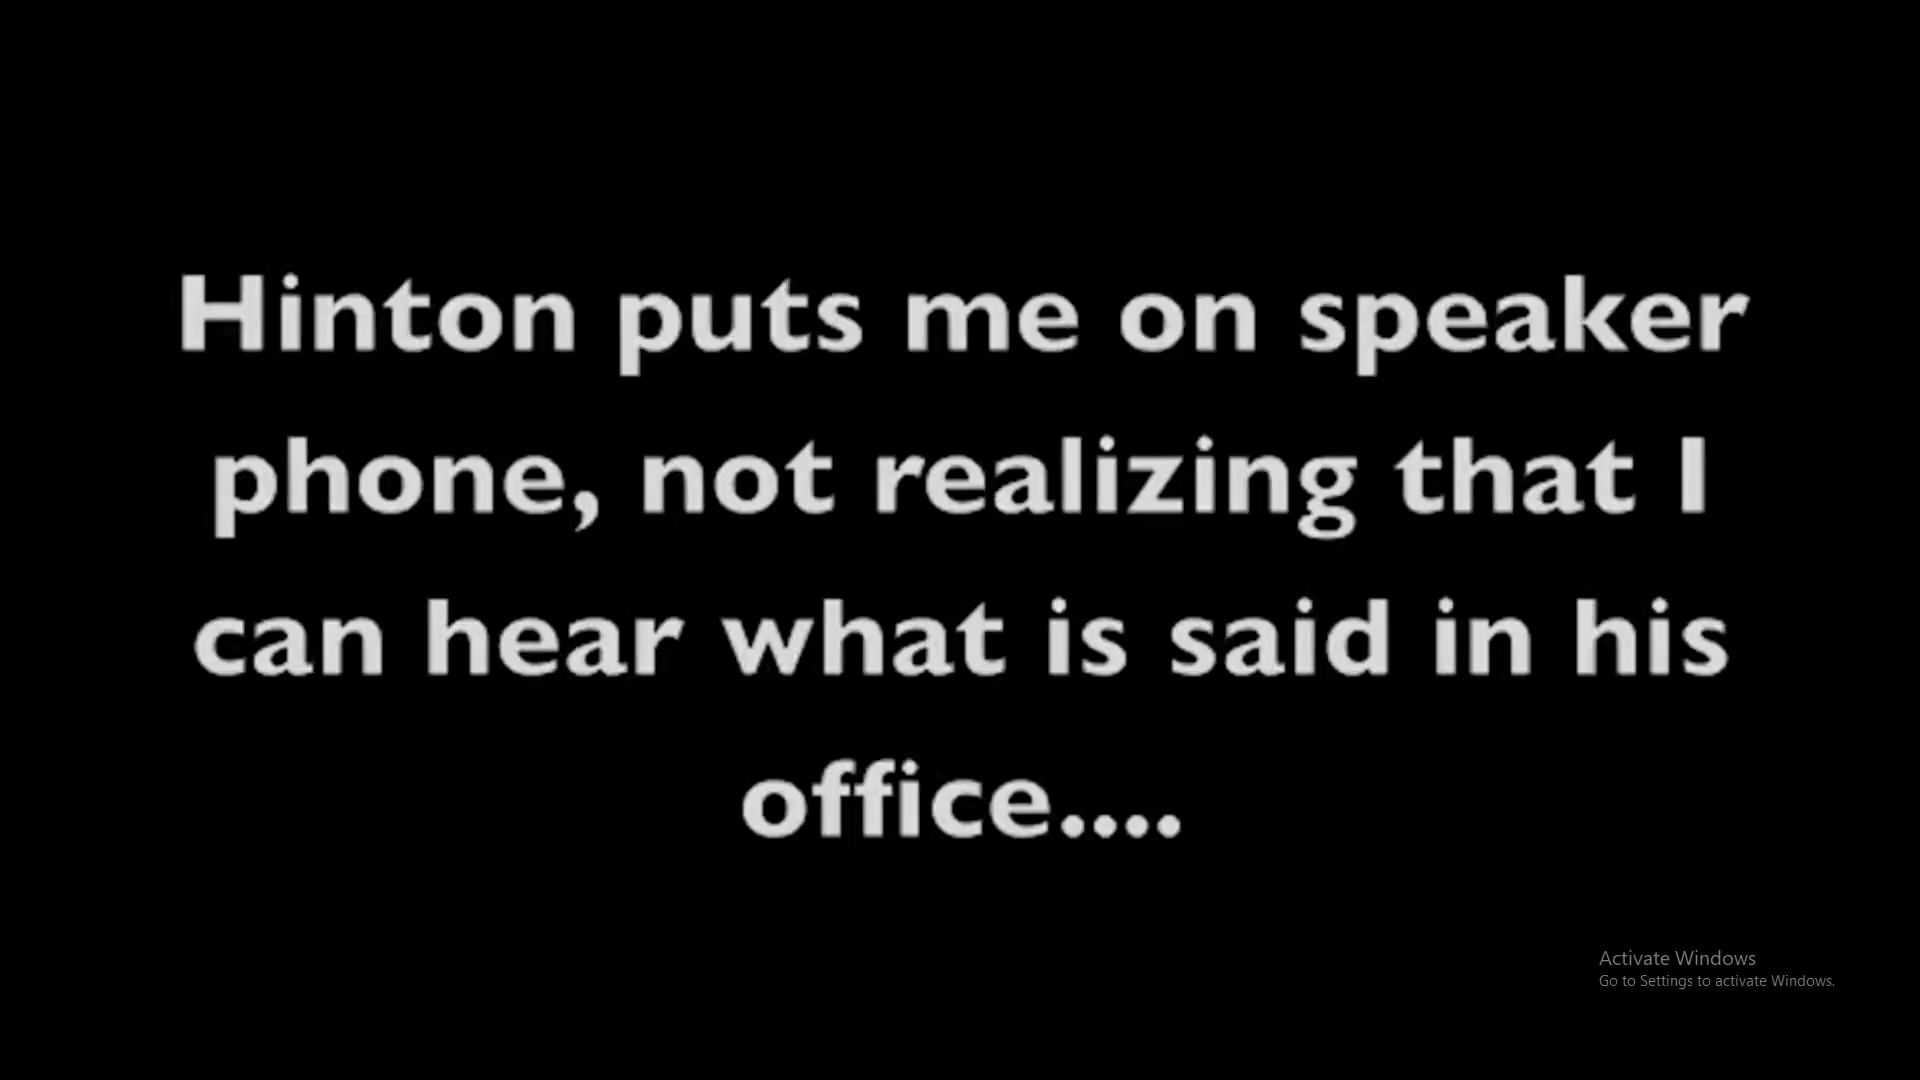 Hinton puts me on speaker
phone, not realizing that I
can hear what is said in his
office....
Activate Windows
Go to Settings to activate Windows.